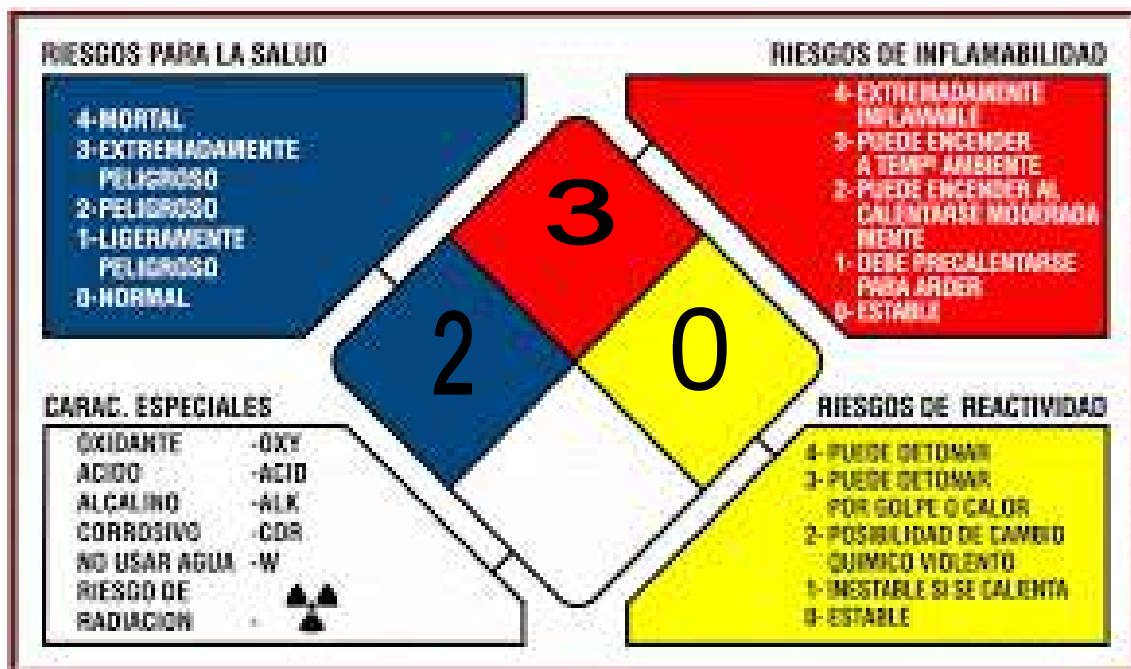 RIESGOS PARA LA SALUD
4-MORTAL
3-EXTREMADAMENTE
PELIGROSO
2-PELIGROSO
1-LIGERAMENTE
PELIGROSO
0-NORMAL
RIESGOS DE INFLAMABILIDAD
4-EXTREMADAMENTE
INFLAMABLE
3-PUEDE ENCENDER
A TEMPª AMBIENTE
2-PUEDE ENCENDER AL
CALENTARSE MODERADA
MENTE
1-DEBE PRECALENTARSE
PARA ARDER
0-ESTABLE
3
2
0
CARAC. ESPECIALES
OXIDANTE -OXY
ACIDO -ACID
ALCALINO -ALK
CORROSIVO -COR
NO USAR AGUA -W
RIESGO DE
RADIACION -
RIESGOS DE REACTIVIDAD
4-PUEDE DETONAR
3-PUEDE DETONAR
POR GOLPE O CALOR
2-POSIBILIDAD DE CAMBIO
QUIMICO VIOLENTO
1-INESTABLE SI SE CALIENTA
0-ESTABLE